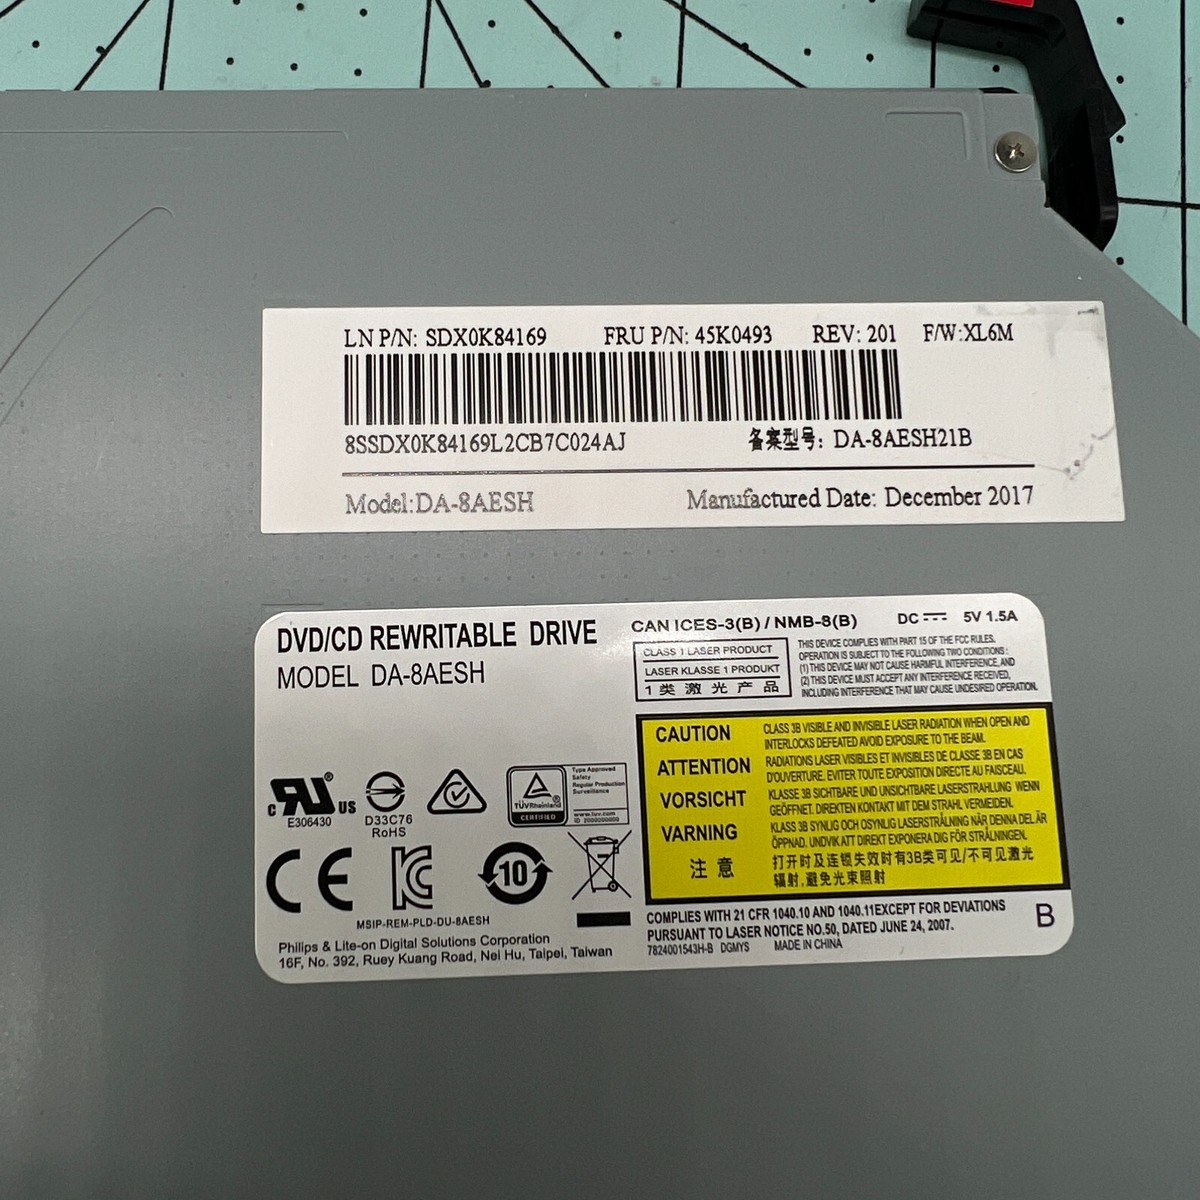 LN P/N: SDX0K84169 FRU P/N: 45K0493 REV: 201 F/W:XL6M
8SSDX0K84169L2CB7C024AJ 备案型号: DA-8AESH21B
Model:DA-8AESH Manufactured Date: December 2017
DVD/CD REWRITABLE DRIVE
MODEL DA-8AESH
CAN ICES-3(B) / NMB-8(B) DC 5V 1.5A
CLASS 1 LASER PRODUCT
LASER KLASSE 1 PRODUKT
1 类 激 光 产 品
THIS DEVICE COMPLIES WITH PART 15 OF THE FCC RULES.
OPERATION IS SUBJECT TO THE FOLLOWING TWO CONDITIONS :
(1) THIS DEVICE MAY NOT CAUSE HARMFUL INTERFERENCE, AND
(2) THIS DEVICE MUST ACCEPT ANY INTERFERENCE RECEIVED,
INCLUDING INTERFERENCE THAT MAY CAUSE UNDESIRED OPERATION.
CAUTION CLASS 3B VISIBLE AND INVISIBLE LASER RADIATION WHEN OPEN AND
INTERLOCKS DEFEATED AVOID EXPOSURE TO THE BEAM.
ATTENTION RADIATIONS LASER VISIBLES ET INVISIBLES DE CLASSE 3B EN CAS
D'OUVERTURE. EVITER TOUTE EXPOSITION DIRECTE AU FAISCEAU.
VORSICHT KLASSE 3B SICHTBARE UND UNSICHTBARE LASERSTRAHLUNG WENN
GEÖFFNET. DIREKTEN KONTAKT MIT DEM STRAHL VERMEIDEN.
VARNING KLASS 3B SYNLIG OCH OSYNLIG LASERSTRÅLNING NÄR DENNA DEL ÄR
ÖPPNAD. UNDVIK ATT DIREKT EXPONERA DIG FÖR STRÅLNINGEN.
注 意 打开时及连锁失效时有3B类可见/不可见激光
辐射,避免光束照射
c RU ® US
E306430
D33C76
RoHS
TÜVRheinland ®
CERTIFIED
Type Approved
Safety
Regular Production
Surveillance
www.tuv.com
ID 2000000000
CE
10
MSIP-REM-PLD-DU-8AESH
Philips & Lite-on Digital Solutions Corporation
16F, No. 392, Ruey Kuang Road, Nei Hu, Taipei, Taiwan
COMPLIES WITH 21 CFR 1040.10 AND 1040.11EXCEPT FOR DEVIATIONS
PURSUANT TO LASER NOTICE NO.50, DATED JUNE 24, 2007.
7824001543H-B DGMYS MADE IN CHINA
B